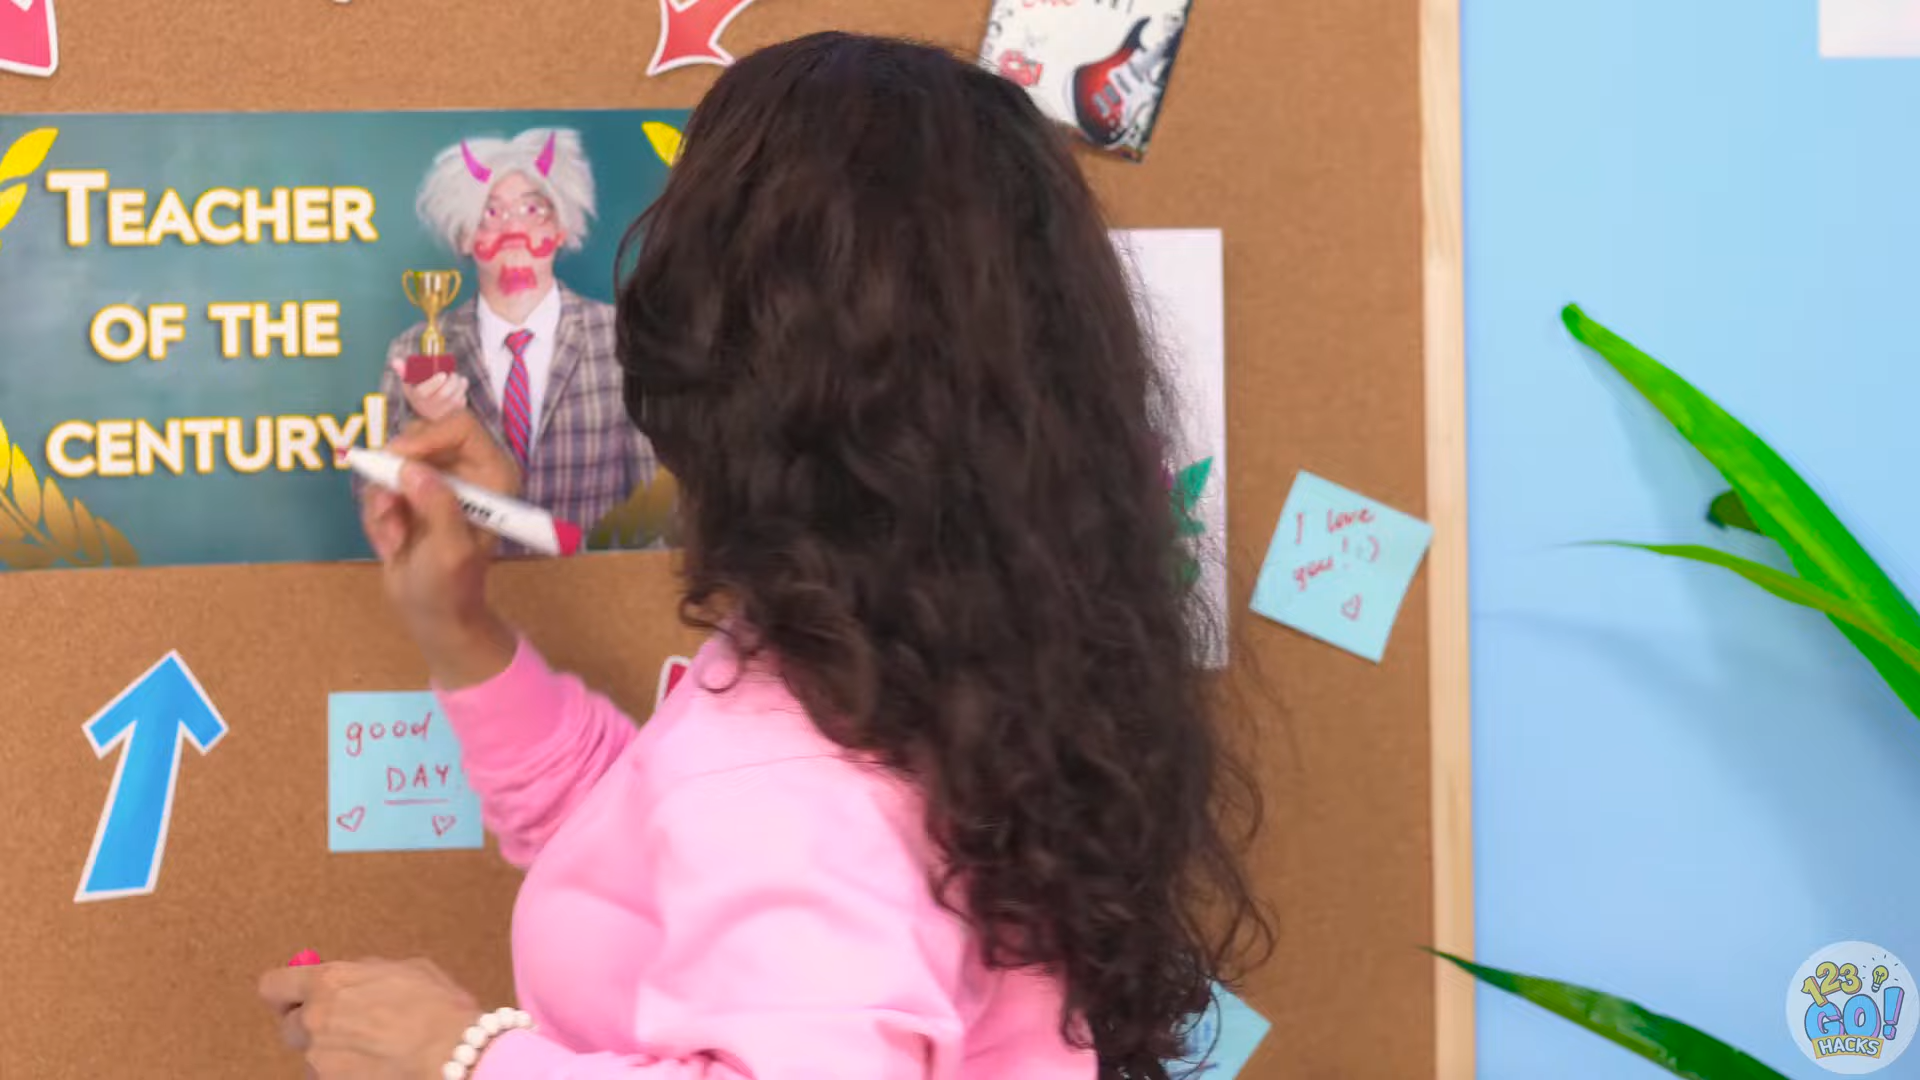 TEACHER
OF THE
CENTURY!
I love
you! :)
good
DAY
123
GO!
HACKS